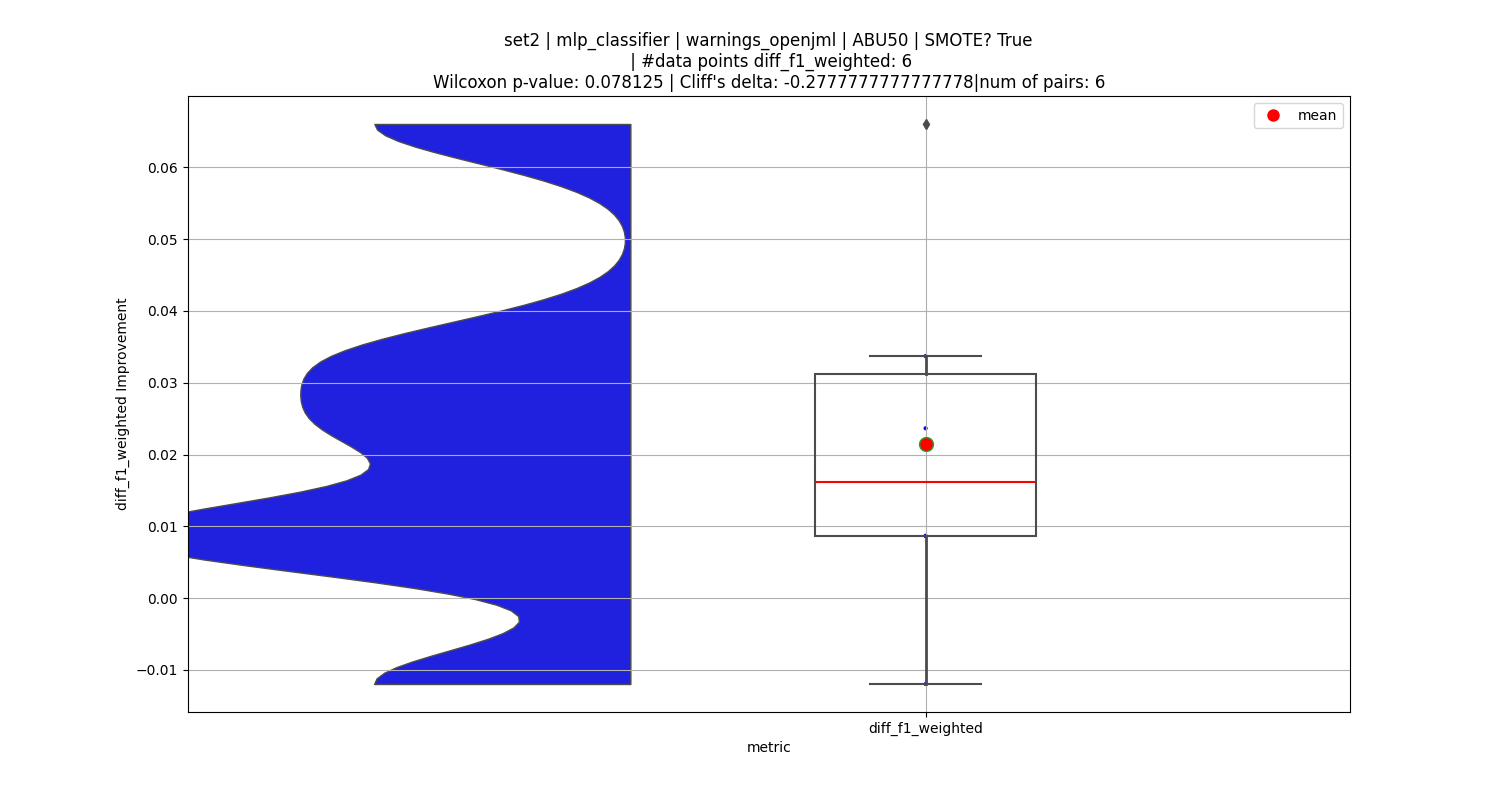 set2 | mlp_classifier | warnings_openjml | ABU50 | SMOTE? True
| #data points diff_f1_weighted: 6
Wilcoxon p-value: 0.078125 | Cliff's delta: -0.2777777777777778|num of pairs: 6
mean
0.06
0.05
0.04
0.03
0.02
0.01
0.00
−0.01
diff_f1_weighted Improvement
diff_f1_weighted
metric